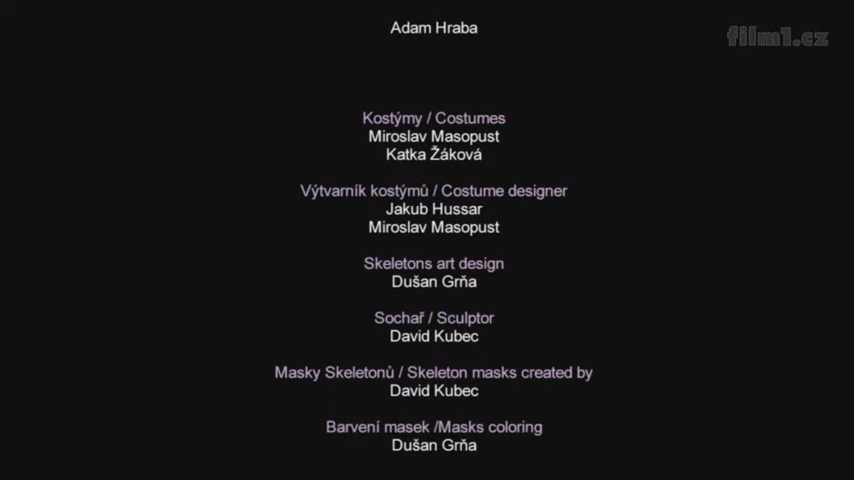 Adam Hraba
film1.cz
Kostýmy / Costumes
Miroslav Masopust
Katka Žáková
Výtvarník kostýmů / Costume designer
Jakub Hussar
Miroslav Masopust
Skeletons art design
Dušan Grňa
Sochař / Sculptor
David Kubec
Masky Skeletonů / Skeleton masks created by
David Kubec
Barvení masek /Masks coloring
Dušan Grňa